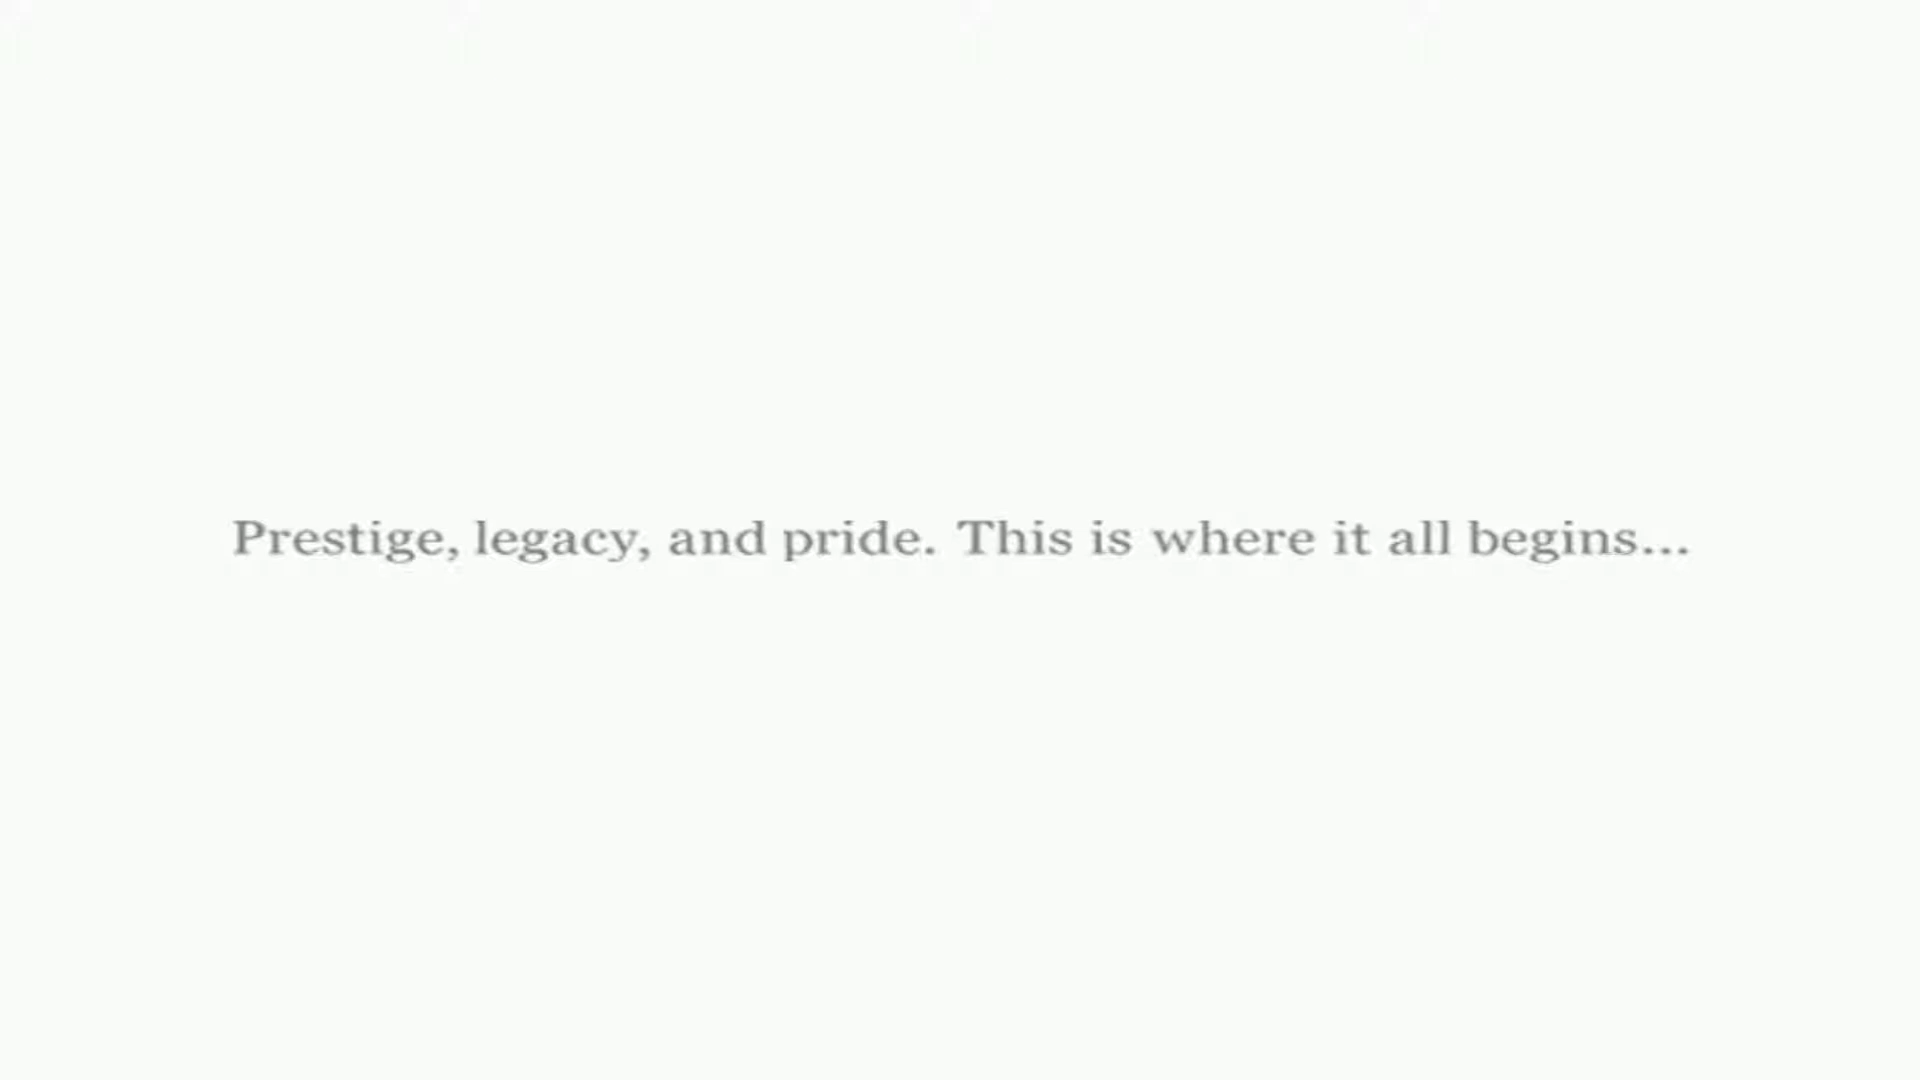 Prestige, legacy, and pride. This is where it all begins...